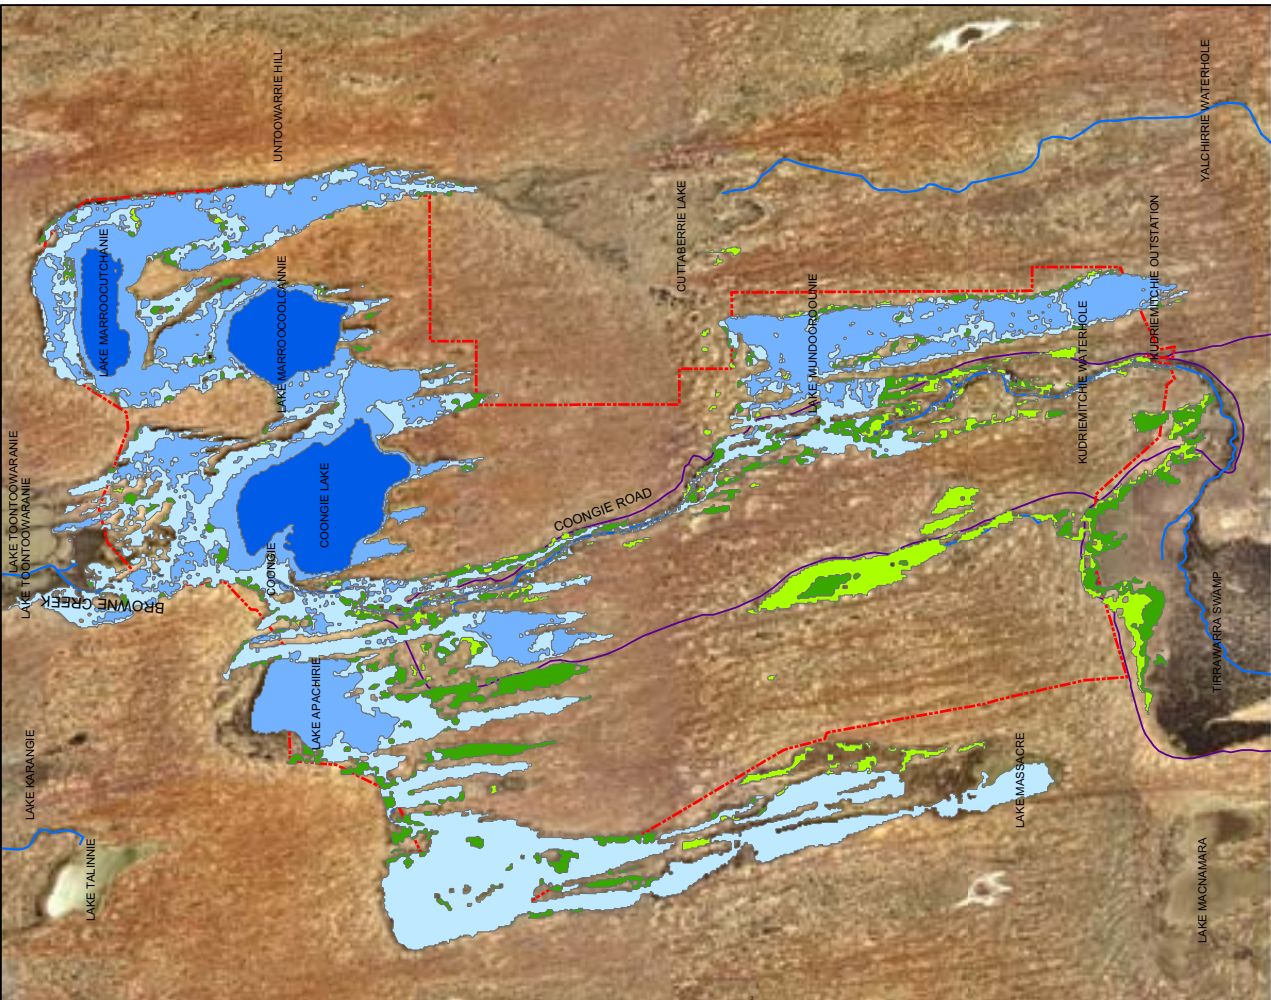 UNTOOWARRIE HILL
YALCHIRRIE WATERHOLE
CUTTABERRIE LAKE
KUDRIEMITCHIE OUTSTATION
LAKE MARROOCUTCHANIE
LAKE MARROOCOOLCANNIE
LAKE MUNDOOROOUNIE
KUDRIEMITCHIE WATERHOLE
LAKE TOONTOOWARANIE
LAKE TOONTOOWARANIE
COONGIE LAKE
COONGIE ROAD
COONGIE
BROWNE CREEK
TIRRAWARRA SWAMP
LAKE APACHIRIE
LAKE KARANGIE
LAKE MASSACRE
LAKE TALINNIE
LAKE MACNAMARA